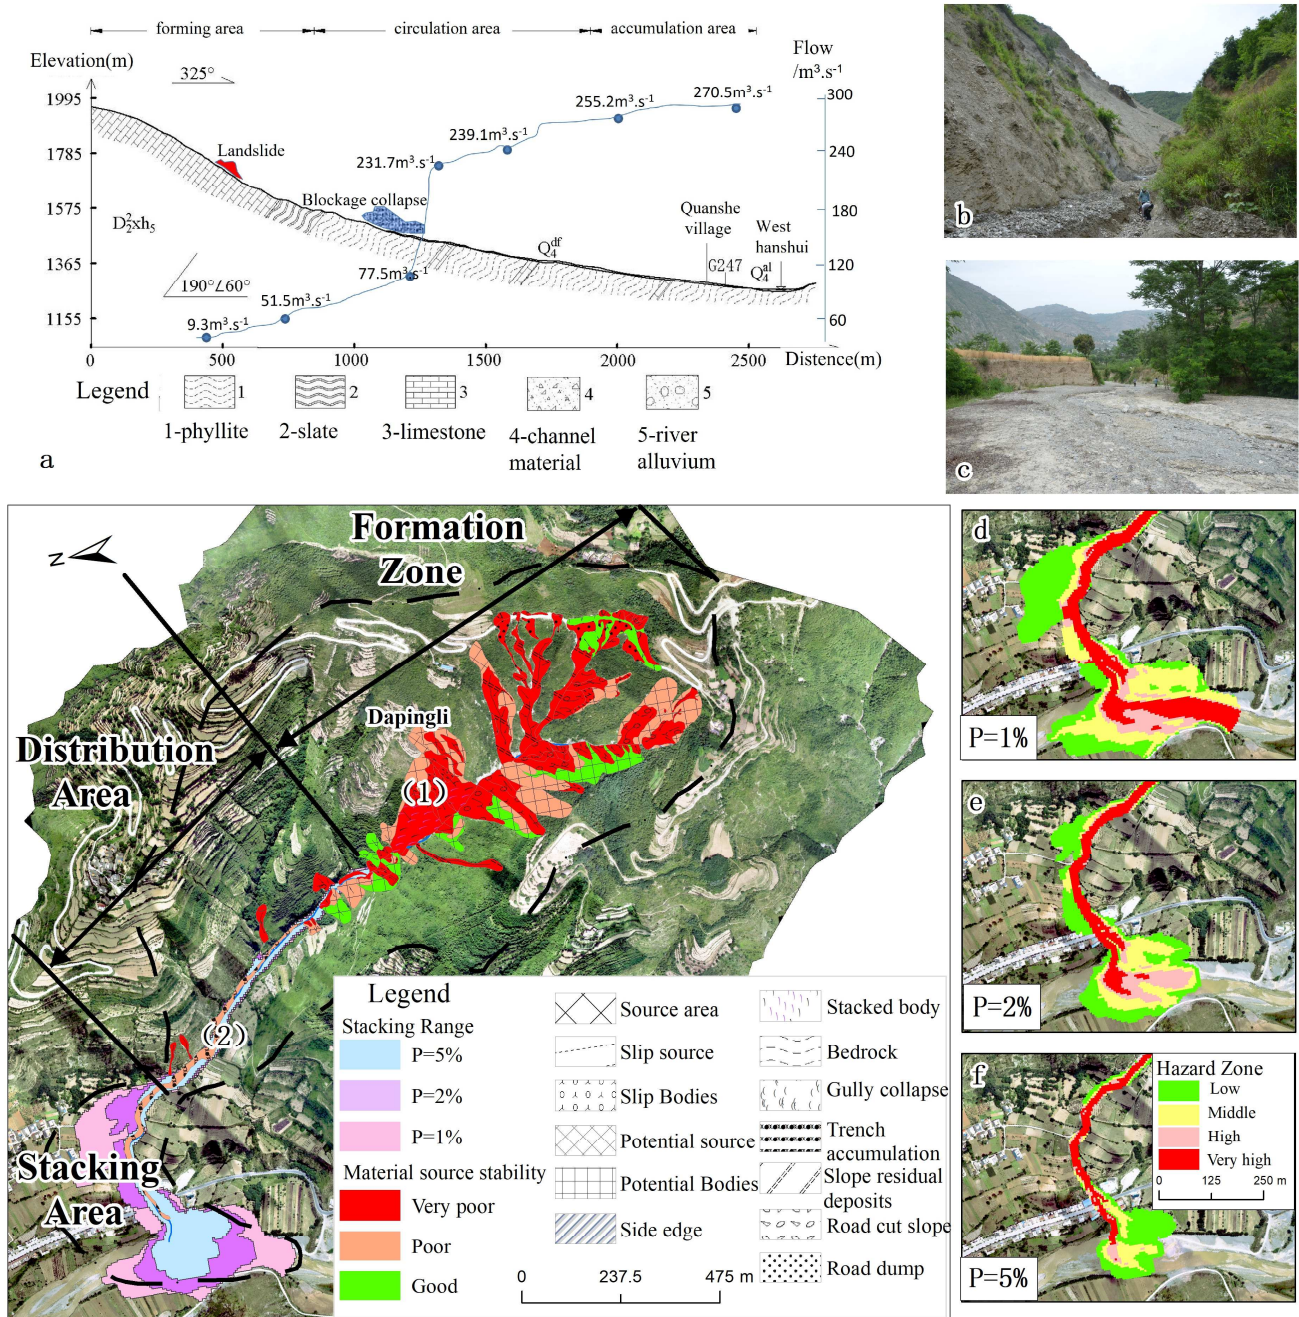 forming area
circulation area
accumulation area
Elevation(m)
Flow
/m³.s⁻¹
325°
1995
1785
1575
1365
1155
300
240
180
120
60
Landslide
Blockage collapse
D₂²xh₅
190°∠60°
9.3m³.s⁻¹
51.5m³.s⁻¹
77.5m³.s⁻¹
231.7m³.s⁻¹
239.1m³.s⁻¹
255.2m³.s⁻¹
270.5m³.s⁻¹
Q₄ᵈᶠ
Quanshe
village
G247
West
hanshui
Q₄ᵃˡ
0
500
1000
1500
2000
2500
Distence(m)
Legend
1
2
3
4
5
1-phyllite
2-slate
3-limestone
4-channel
material
5-river
alluvium
a
b
c
N
Formation
Zone
Distribution
Area
Stacking
Area
Dapingli
(1)
(2)
Legend
Stacking Range
P=5%
P=2%
P=1%
Material source stability
Very poor
Poor
Good
Source area
Slip source
Slip Bodies
Potential source
Potential Bodies
Side edge
Stacked body
Bedrock
Gully collapse
Trench
accumulation
Slope residual
deposits
Road cut slope
Road dump
0
237.5
475 m
d
P=1%
e
P=2%
f
P=5%
Hazard Zone
Low
Middle
High
Very high
0
125
250 m